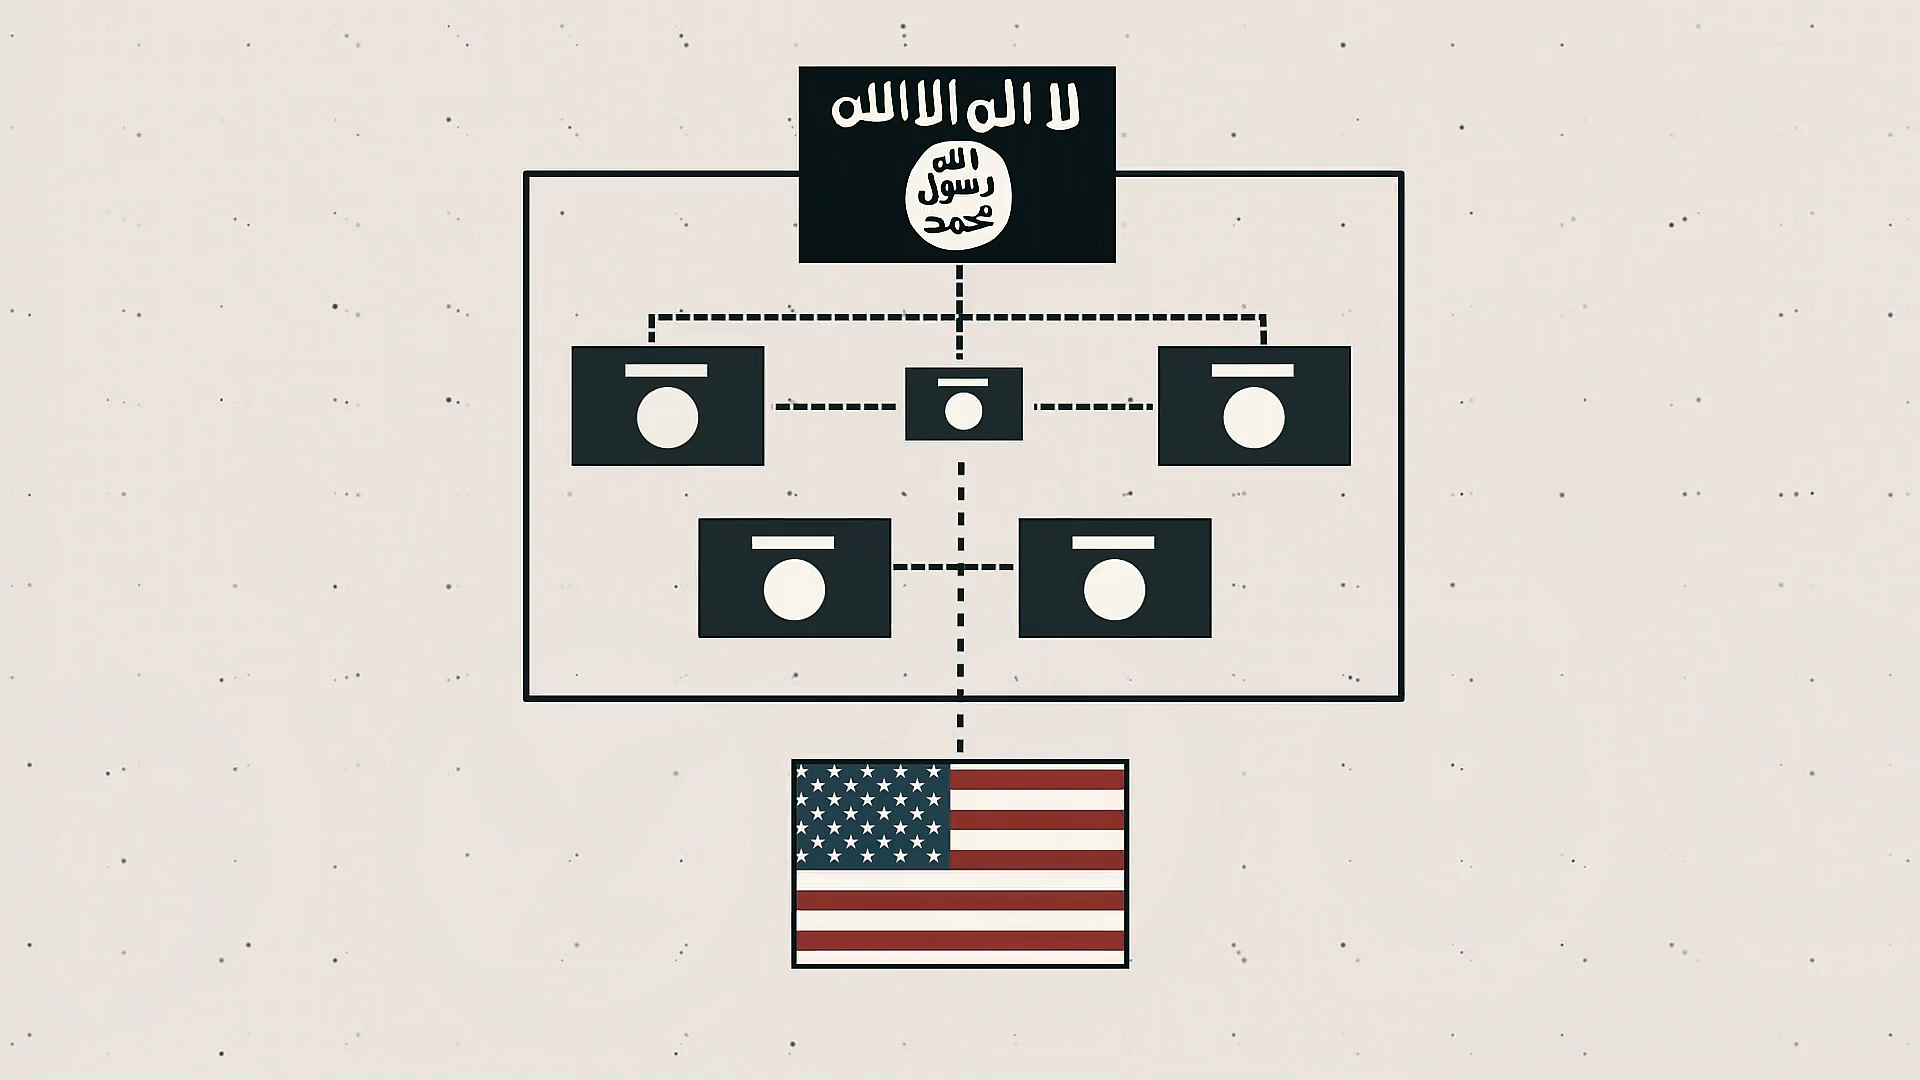 لا اله الا الله
الله
رسول
محمد